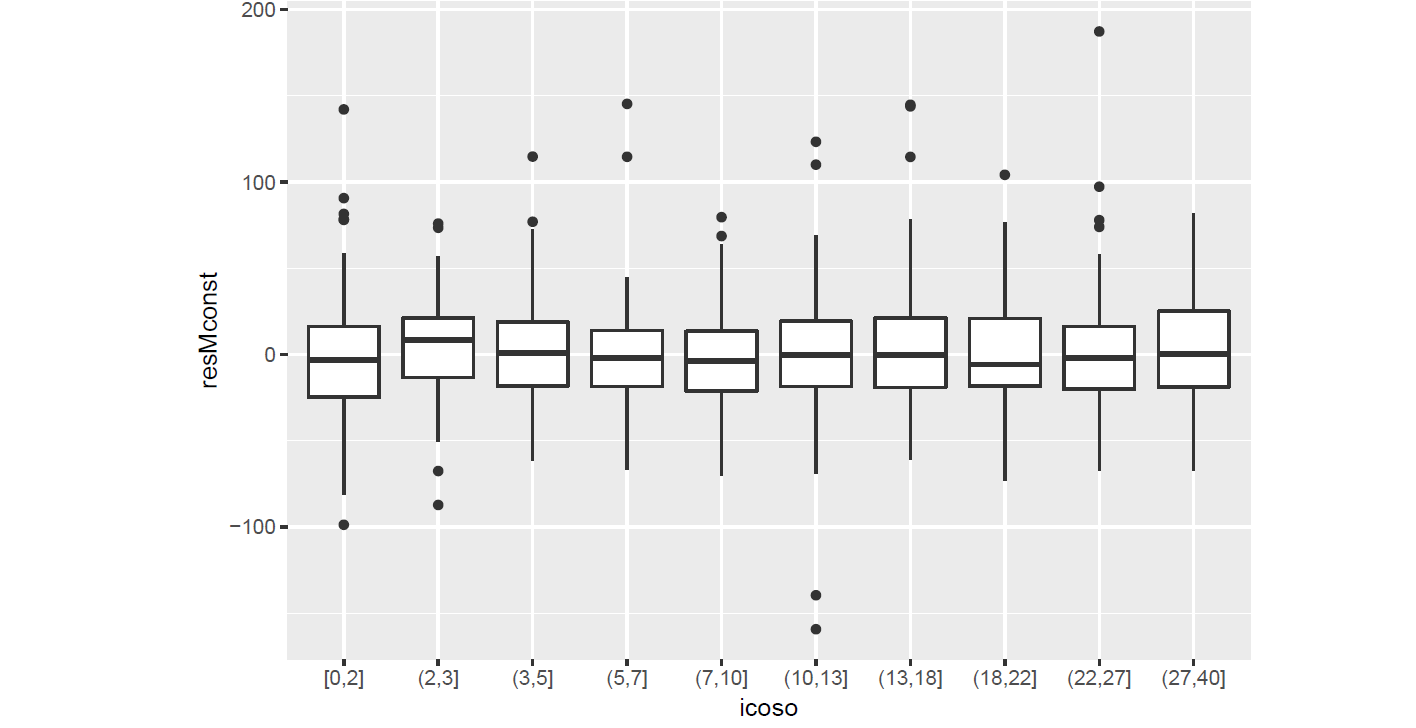 200
100
0
−100
resMconst
[0,2] (2,3] (3,5] (5,7] (7,10] (10,13] (13,18] (18,22] (22,27] (27,40]
icoso